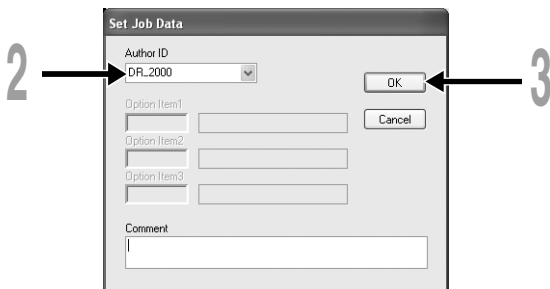 Set Job Data
Author ID
2
DR_2000
OK
3
Option Item1
Cancel
Option Item2
Option Item3
Comment